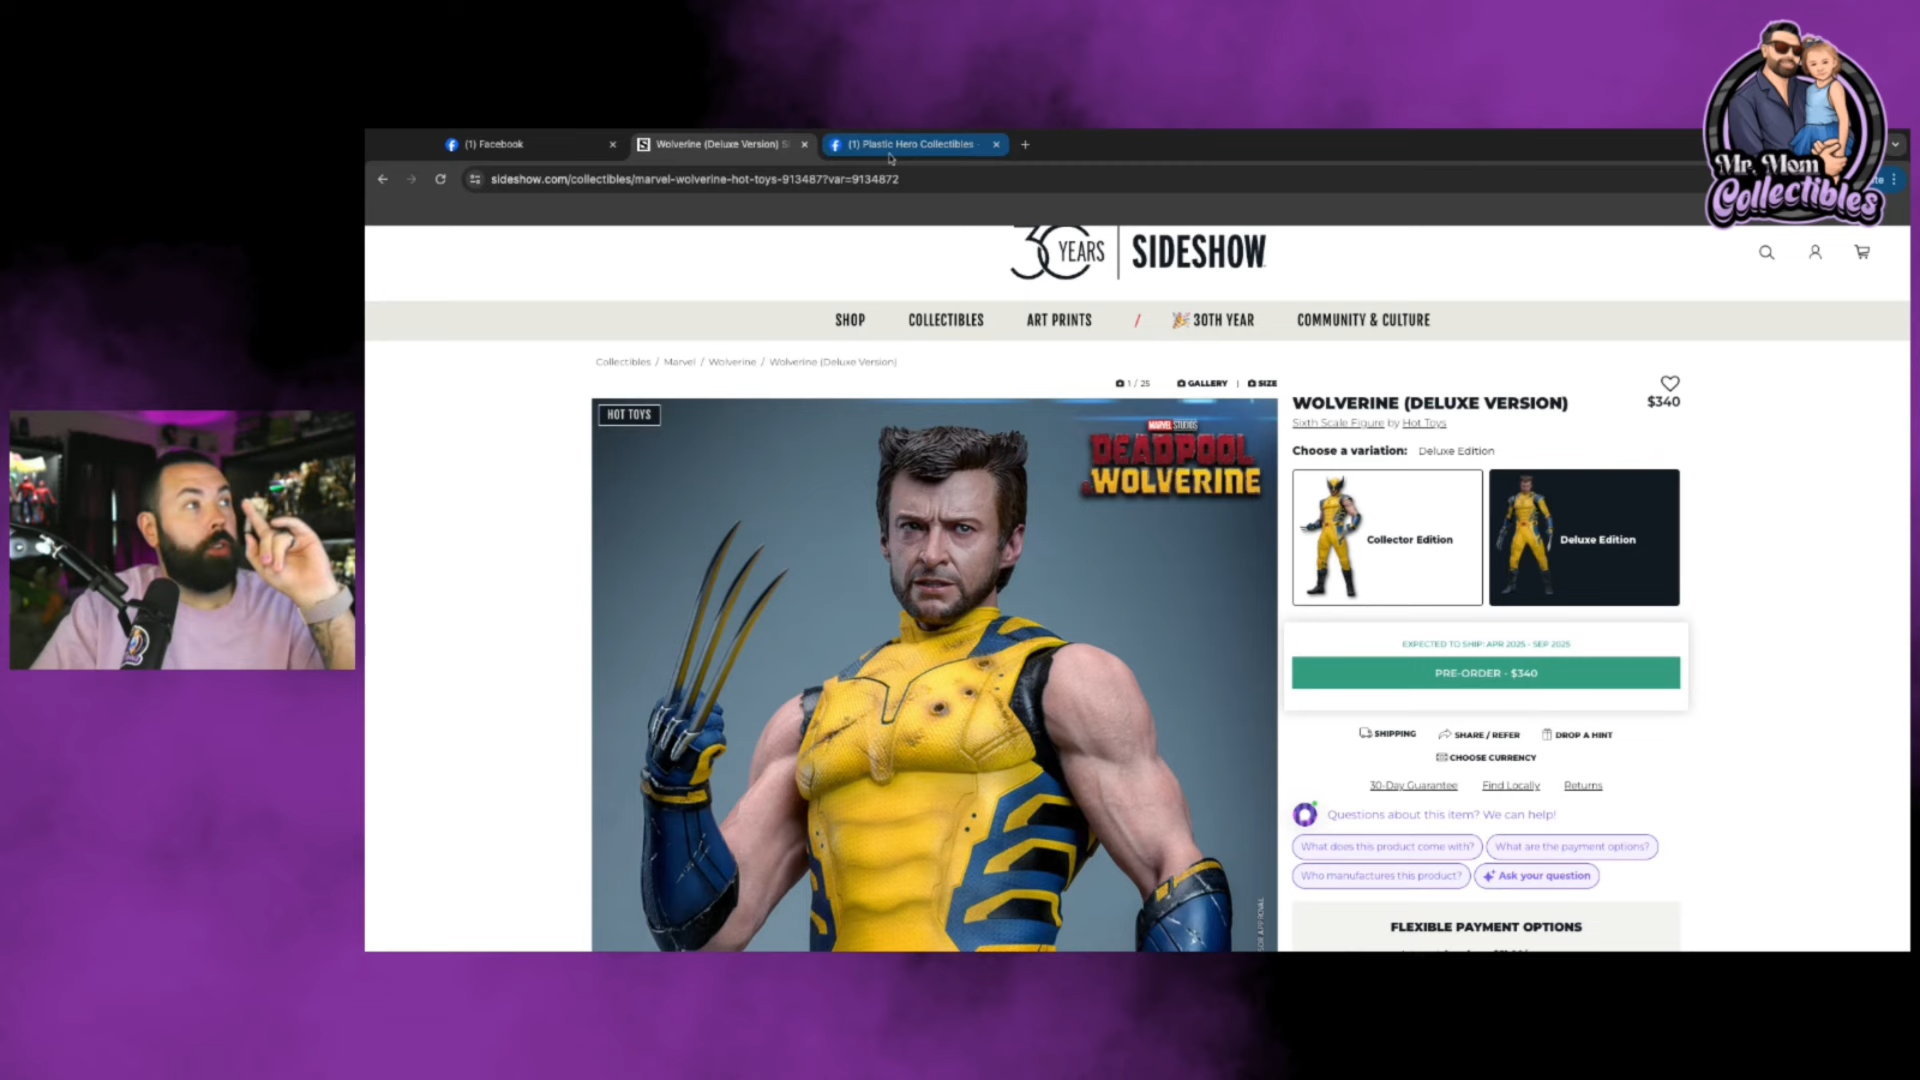 Mr. Mom
Collectibles
(1) Facebook
Wolverine (Deluxe Version)
(1) Plastic Hero Collectibles -
sideshow.com/collectibles/marvel-wolverine-hot-toys-913487?var=9134872
30 YEARS
SIDESHOW
SHOP
COLLECTIBLES
ART PRINTS
/
30TH YEAR
COMMUNITY & CULTURE
Collectibles / Marvel / Wolverine / Wolverine (Deluxe Version)
1 / 25
GALLERY | SIZE
HOT TOYS
MARVEL STUDIOS
DEADPOOL
& WOLVERINE
WOLVERINE (DELUXE VERSION)
$340
Sixth Scale Figure by Hot Toys
Choose a variation: Deluxe Edition
Collector Edition
Deluxe Edition
EXPECTED TO SHIP: APR 2025 - SEP 2025
PRE-ORDER - $340
SHIPPING
SHARE / REFER
DROP A HINT
CHOOSE CURRENCY
30-Day Guarantee
Find Locally
Returns
Questions about this item? We can help!
What does this product come with?
What are the payment options?
Who manufactures this product?
Ask your question
FLEXIBLE PAYMENT OPTIONS